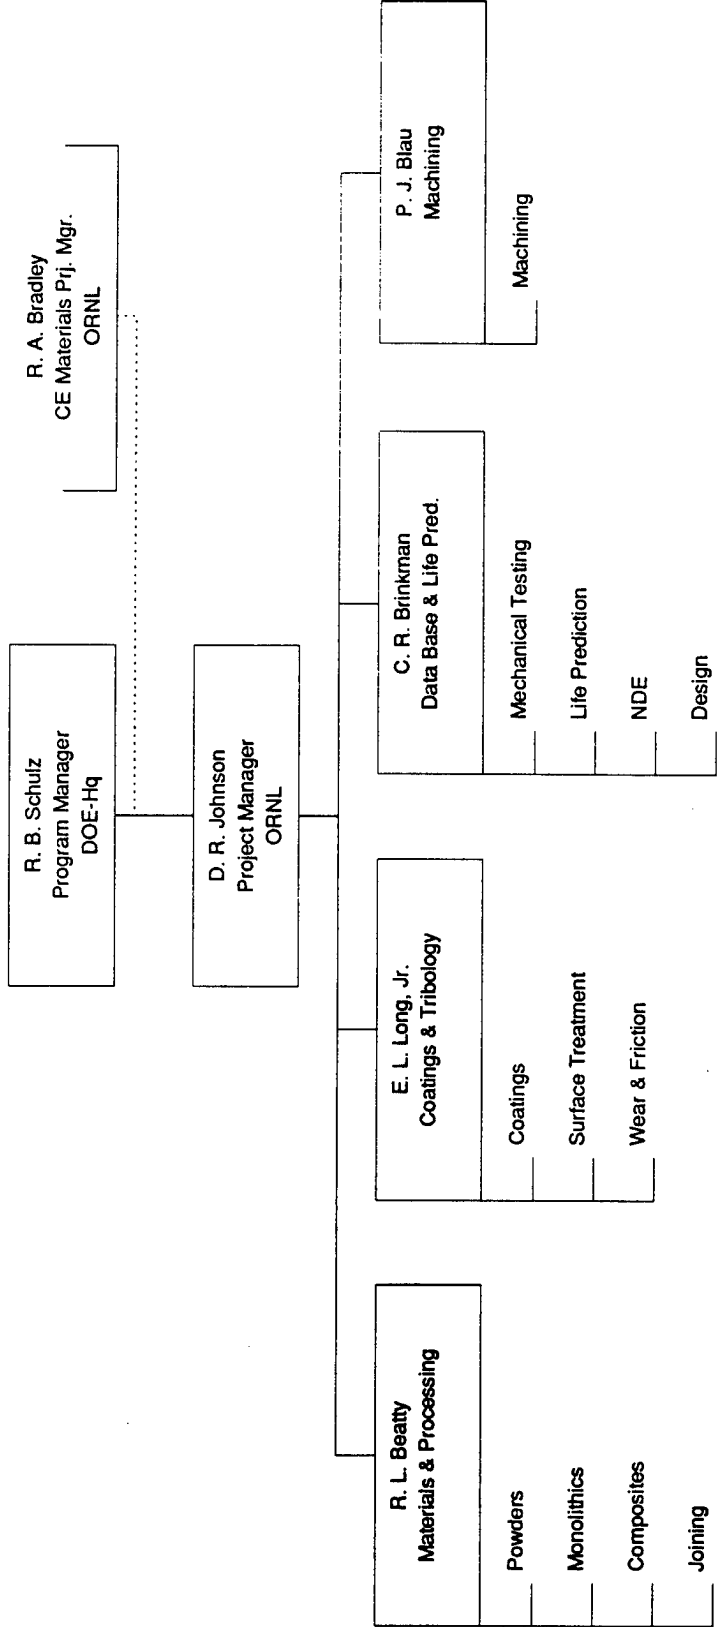 R. B. Schulz
Program Manager
DOE-Hq
R. A. Bradley
CE Materials Prj. Mgr.
ORNL
D. R. Johnson
Project Manager
ORNL
R. L. Beatty
Materials & Processing
Powders
Monolithics
Composites
Joining
E. L. Long, Jr.
Coatings & Tribology
Coatings
Surface Treatment
Wear & Friction
C. R. Brinkman
Data Base & Life Pred.
Mechanical Testing
Life Prediction
NDE
Design
P. J. Blau
Machining
Machining